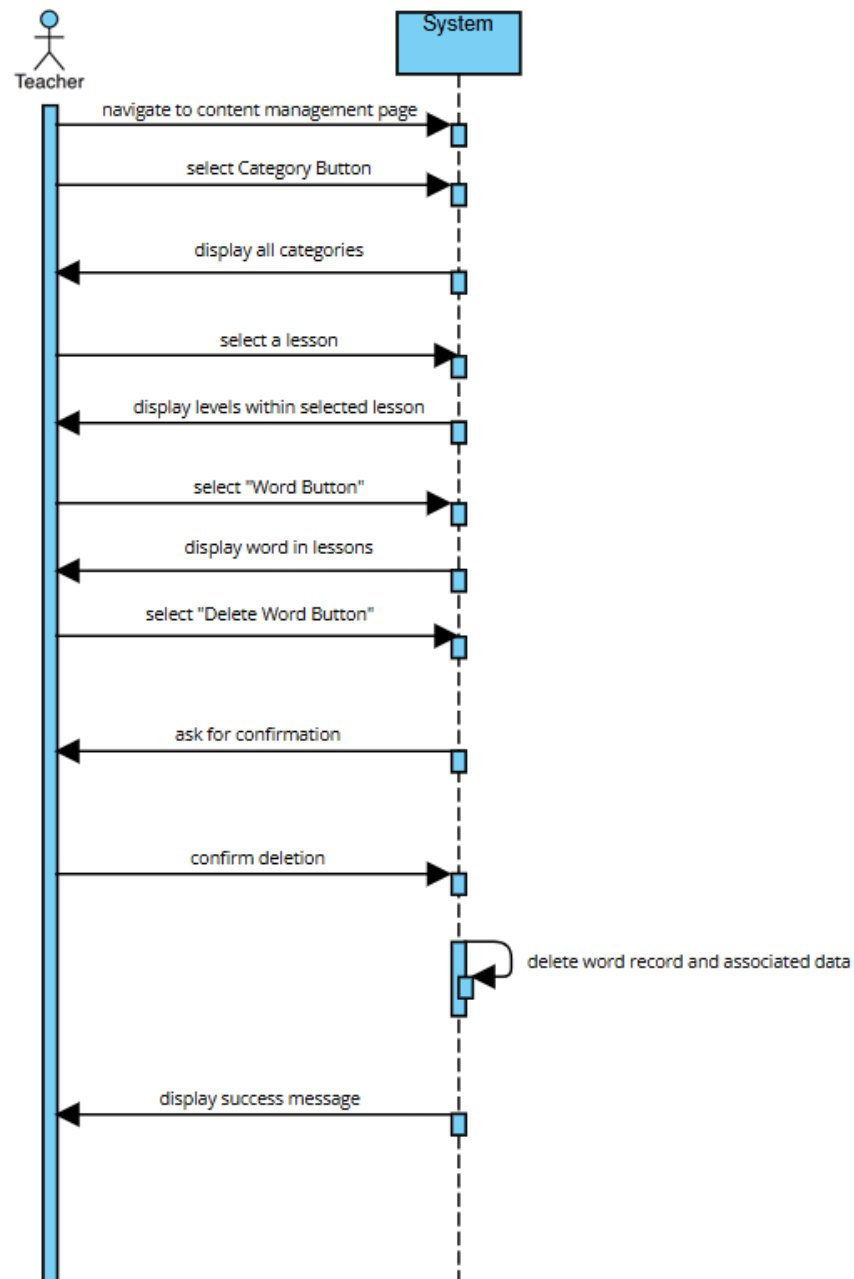 System
Teacher
navigate to content management page
select Category Button
display all categories
select a lesson
display levels within selected lesson
select "Word Button"
display word in lessons
select "Delete Word Button"
ask for confirmation
confirm deletion
delete word record and associated data
display success message